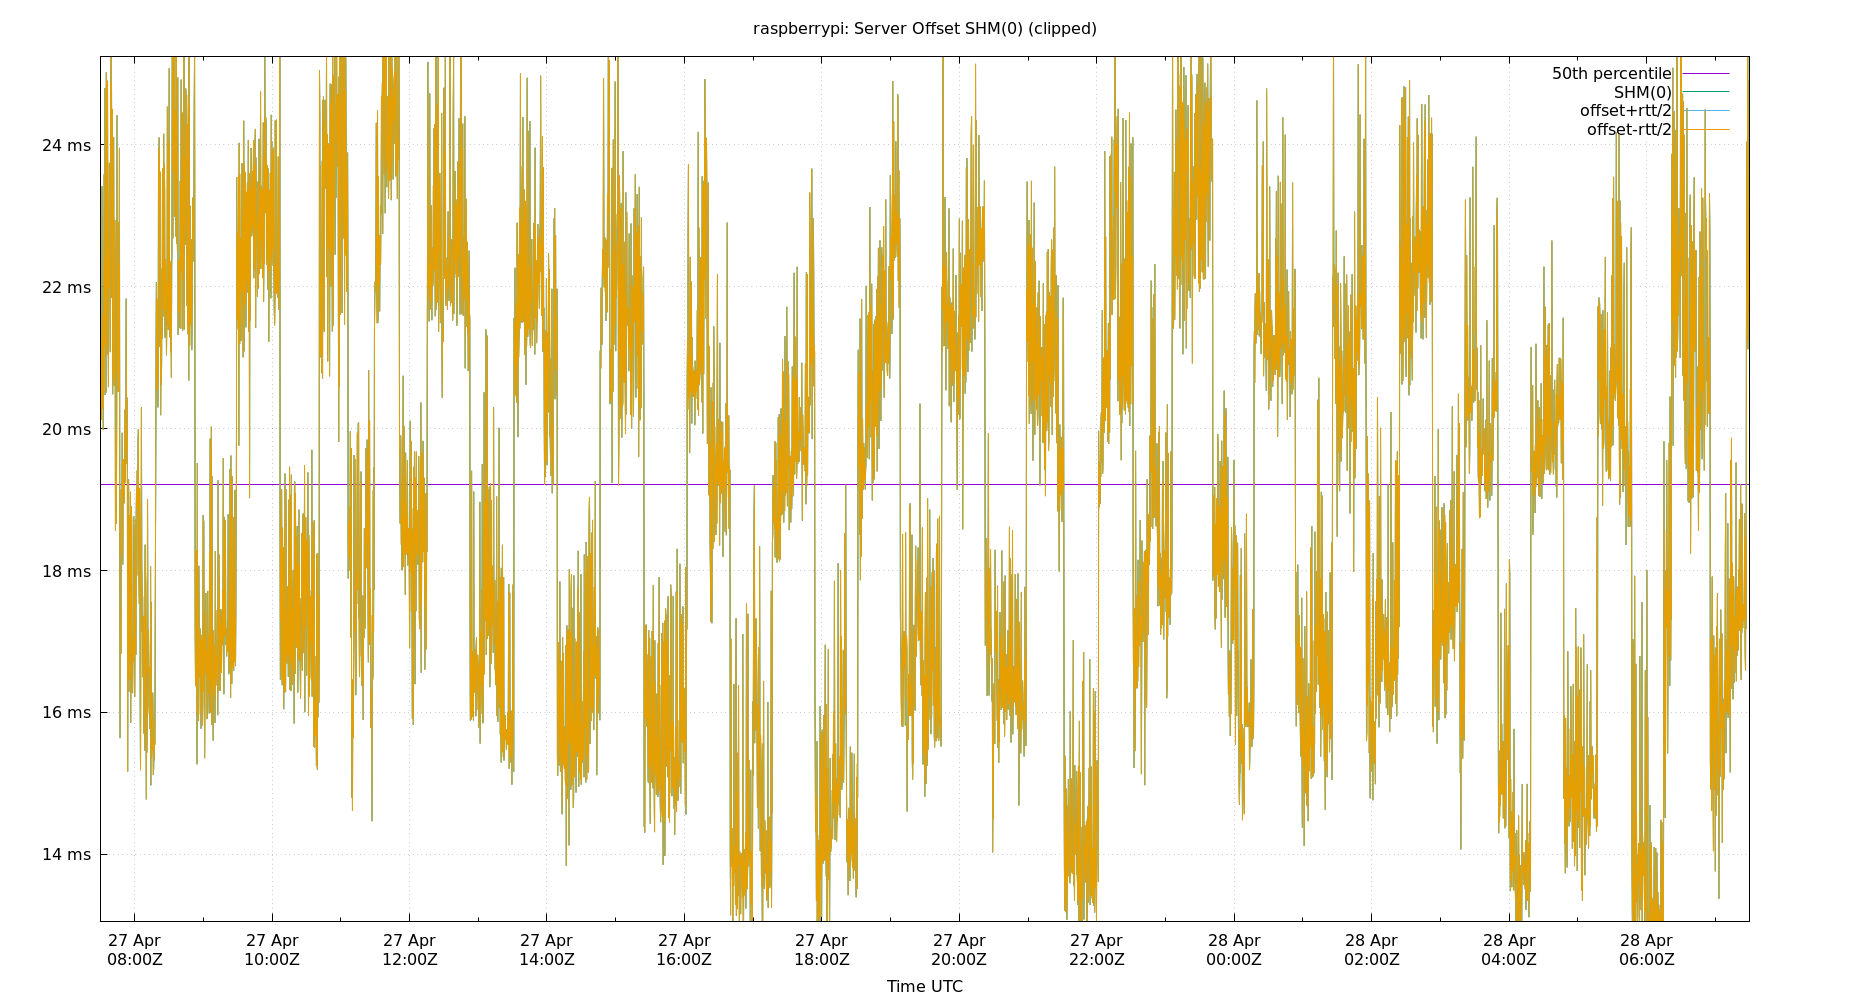 raspberrypi: Server Offset SHM(0) (clipped)
50th percentile
SHM(0)
offset+rtt/2
offset-rtt/2
24 ms
22 ms
20 ms
18 ms
16 ms
14 ms
27 Apr 27 Apr 27 Apr 27 Apr 27 Apr 27 Apr 27 Apr 27 Apr 28 Apr 28 Apr 28 Apr 28 Apr
08:00Z 10:00Z 12:00Z 14:00Z 16:00Z 18:00Z 20:00Z 22:00Z 00:00Z 02:00Z 04:00Z 06:00Z
Time UTC